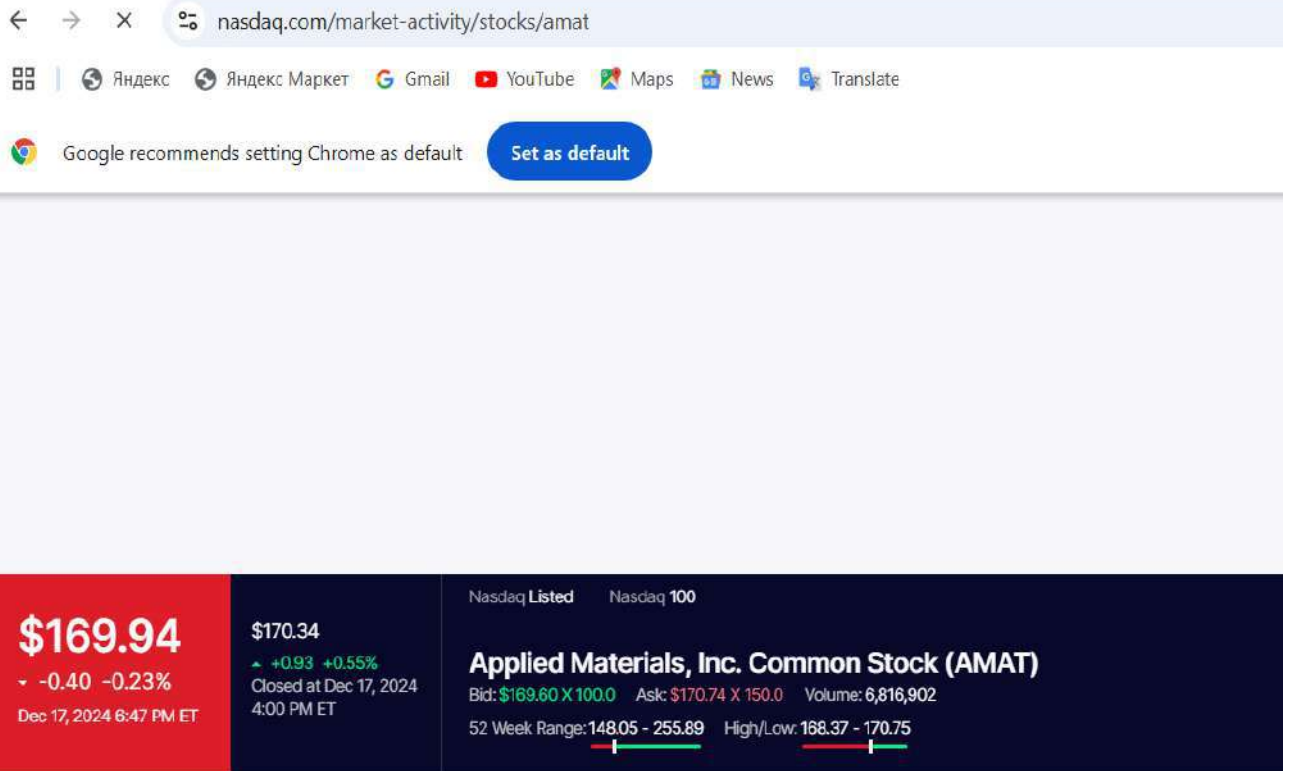 nasdaq.com/market-activity/stocks/amat
Яндекс Яндекс Маркет Gmail YouTube Maps News Translate
Google recommends setting Chrome as default Set as default
Nasdaq Listed Nasdaq 100
$169.94
-0.40 -0.23%
Dec 17, 2024 6:47 PM ET
$170.34
+0.93 +0.55%
Closed at Dec 17, 2024
4:00 PM ET
Applied Materials, Inc. Common Stock (AMAT)
Bid: $169.60 X 100.0 Ask: $170.74 X 150.0 Volume: 6,816,902
52 Week Range: 148.05 - 255.89 High/Low: 168.37 - 170.75